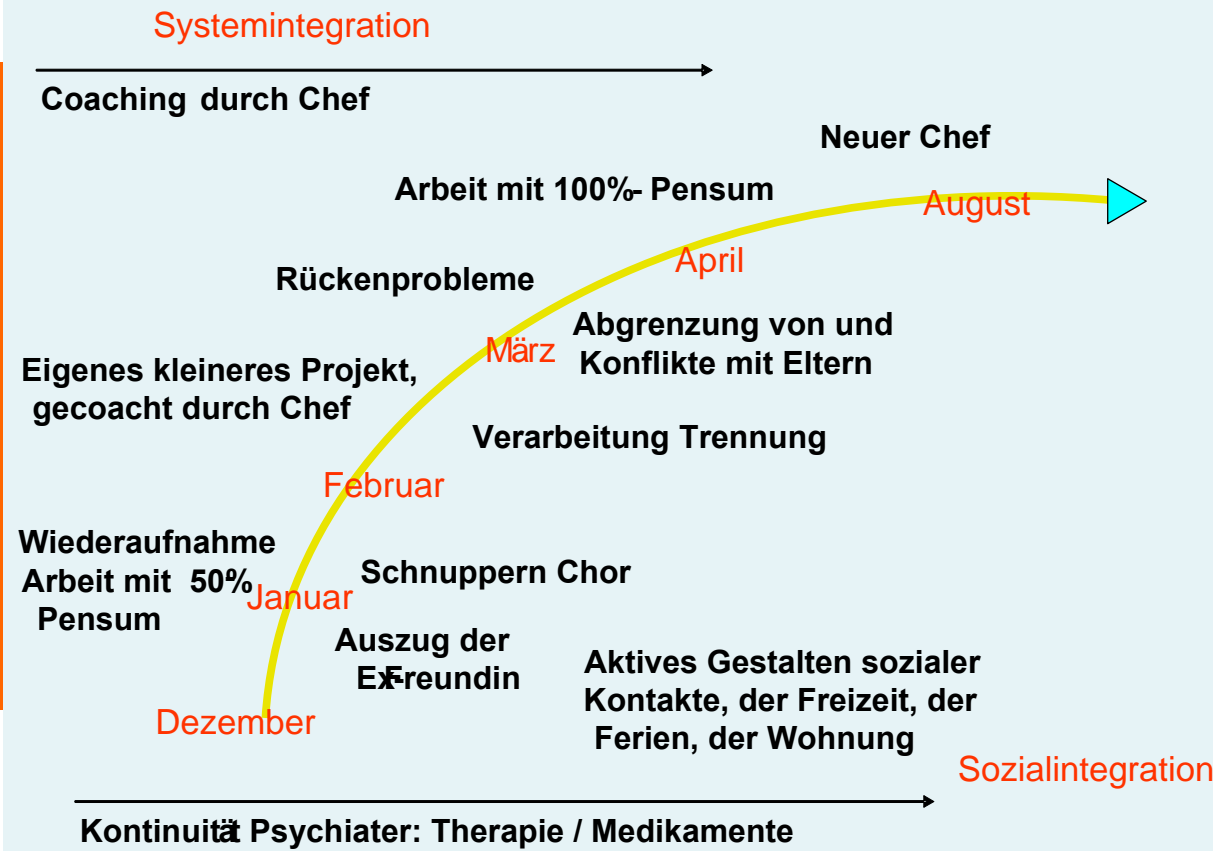 Systemintegration
Coaching durch Chef
Neuer Chef
Arbeit mit 100%- Pensum
August
April
Rückenprobleme
Abgrenzung von und
Konflikte mit Eltern
März
Eigenes kleineres Projekt,
gecoacht durch Chef
Verarbeitung Trennung
Februar
Wiederaufnahme
Arbeit mit 50%
Pensum
Januar
Schnuppern Chor
Auszug der
Ex-Freundin
Aktives Gestalten sozialer
Kontakte, der Freizeit, der
Ferien, der Wohnung
Dezember
Sozialintegration
Kontinuität Psychiater: Therapie / Medikamente